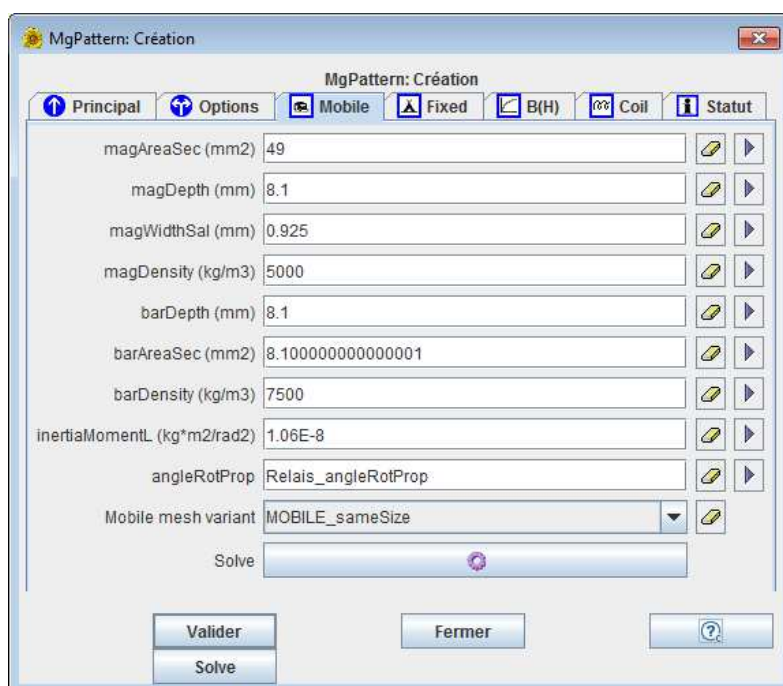 MgPattern: Création
MgPattern: Création
Principal Options Mobile Fixed B(H) Coil Statut
magAreaSec (mm2) 49
magDepth (mm) 8.1
magWidthSal (mm) 0.925
magDensity (kg/m3) 5000
barDepth (mm) 8.1
barAreaSec (mm2) 8.100000000000001
barDensity (kg/m3) 7500
inertiaMomentL (kg*m2/rad2) 1.06E-8
angleRotProp Relais_angleRotProp
Mobile mesh variant MOBILE_sameSize
Solve
Valider Fermer
Solve